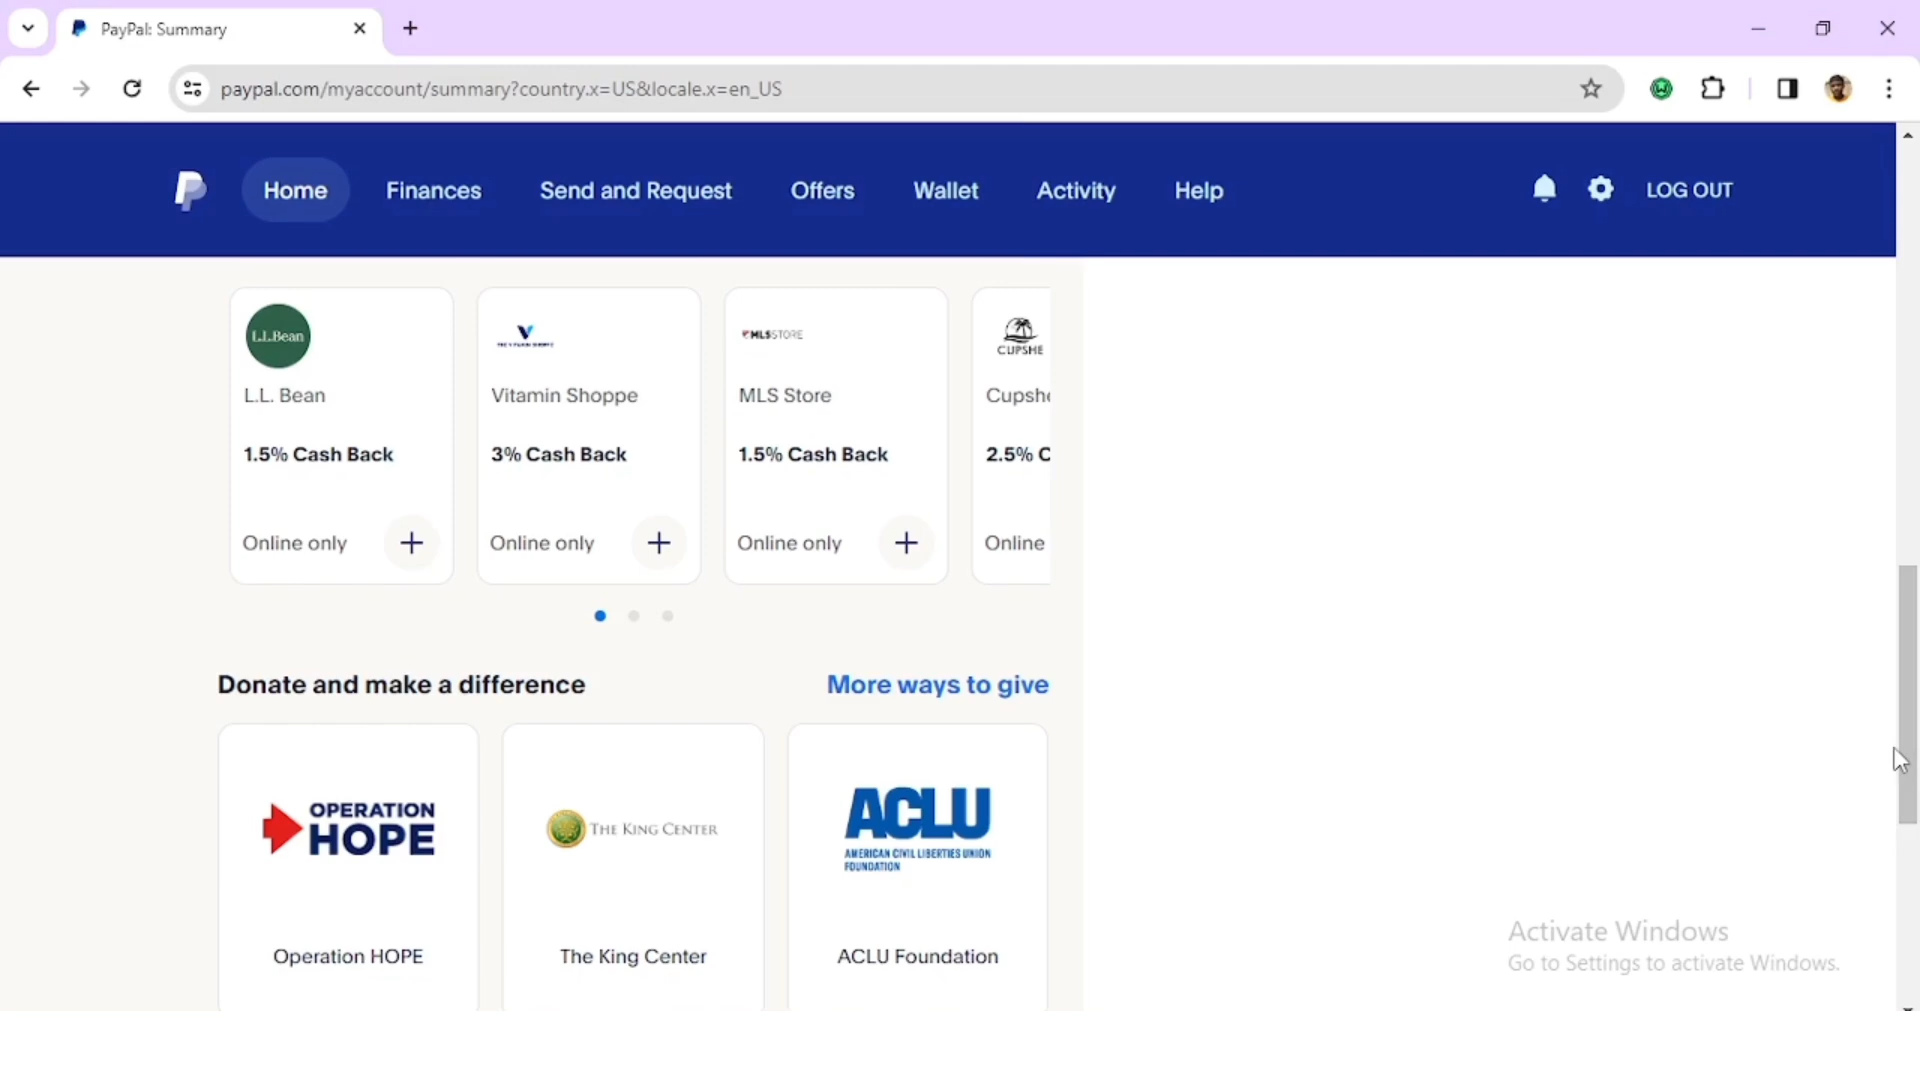 PayPal: Summary
paypal.com/myaccount/summary?country.x=US&locale.x=en_US
Home Finances Send and Request Offers Wallet Activity Help LOG OUT
L.L.Bean MLSSTORE CUPSHE
L.L. Bean Vitamin Shoppe MLS Store Cupshe
1.5% Cash Back 3% Cash Back 1.5% Cash Back 2.5% C
Online only Online only Online only Online
Donate and make a difference More ways to give
OPERATION
HOPE
THE KING CENTER
ACLU
AMERICAN CIVIL LIBERTIES UNION
FOUNDATION
Operation HOPE The King Center ACLU Foundation
Activate Windows
Go to Settings to activate Windows.